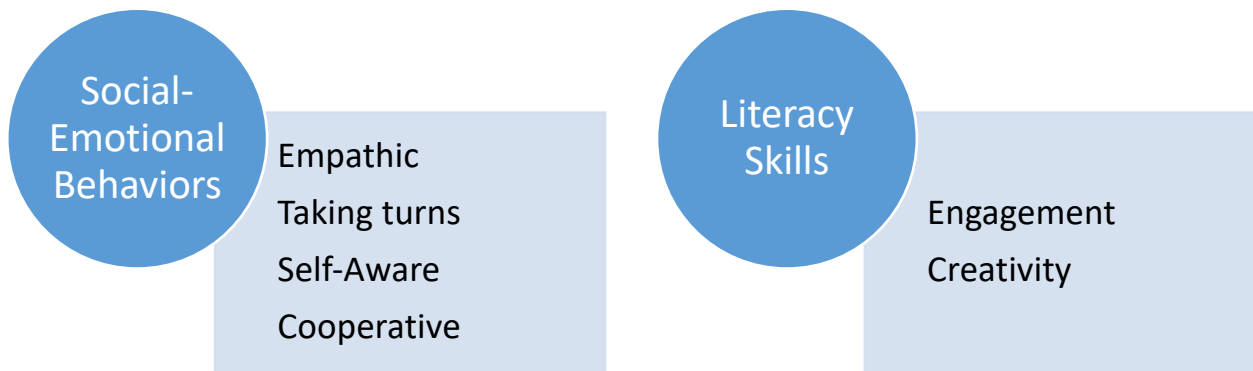 Social-
Emotional
Behaviors
Empathic
Taking turns
Self-Aware
Cooperative
Literacy
Skills
Engagement
Creativity